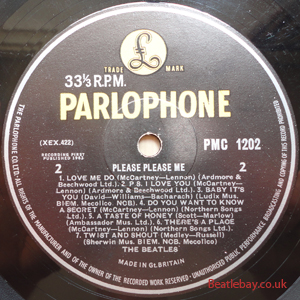 £
TRADE MARK
33⅓ R.P.M.
PARLOPHONE
(XEX.422)
RECORDING FIRST
PUBLISHED 1963
PMC 1202
2 PLEASE PLEASE ME 2
1. LOVE ME DO (McCartney—Lennon) (Ardmore &
Beechwood Ltd.) 2. P.S. I LOVE YOU (McCartney—
Lennon) (Ardmore & Beechwood Ltd.) 3. BABY IT'S
YOU (David—Williams—Bacharach) (Ludix Mus.
Biem. Mecolico. NOB.) 4. DO YOU WANT TO KNOW
A SECRET (McCartney—Lennon) (Northern Songs
Ltd.) 5. A TASTE OF HONEY (Scott—Marlow)
(Ambassador Music Ltd.) 6. THERE'S A PLACE
(McCartney—Lennon) (Northern Songs Ltd.)
7. TWIST AND SHOUT (Medley—Russell)
(Sherwin Mus. BIEM. NOB. Mecolico)
THE BEATLES
MADE IN Gt. BRITAIN
THE PARLOPHONE CO. LTD. ALL RIGHTS OF THE MANUFACTURER AND OF THE OWNER OF THE RECORDED WORK RESERVED. UNAUTHORISED PUBLIC PERFORMANCE BROADCASTING AND COPYING OF THIS RECORD PROHIBITED
Beatlebay.co.uk